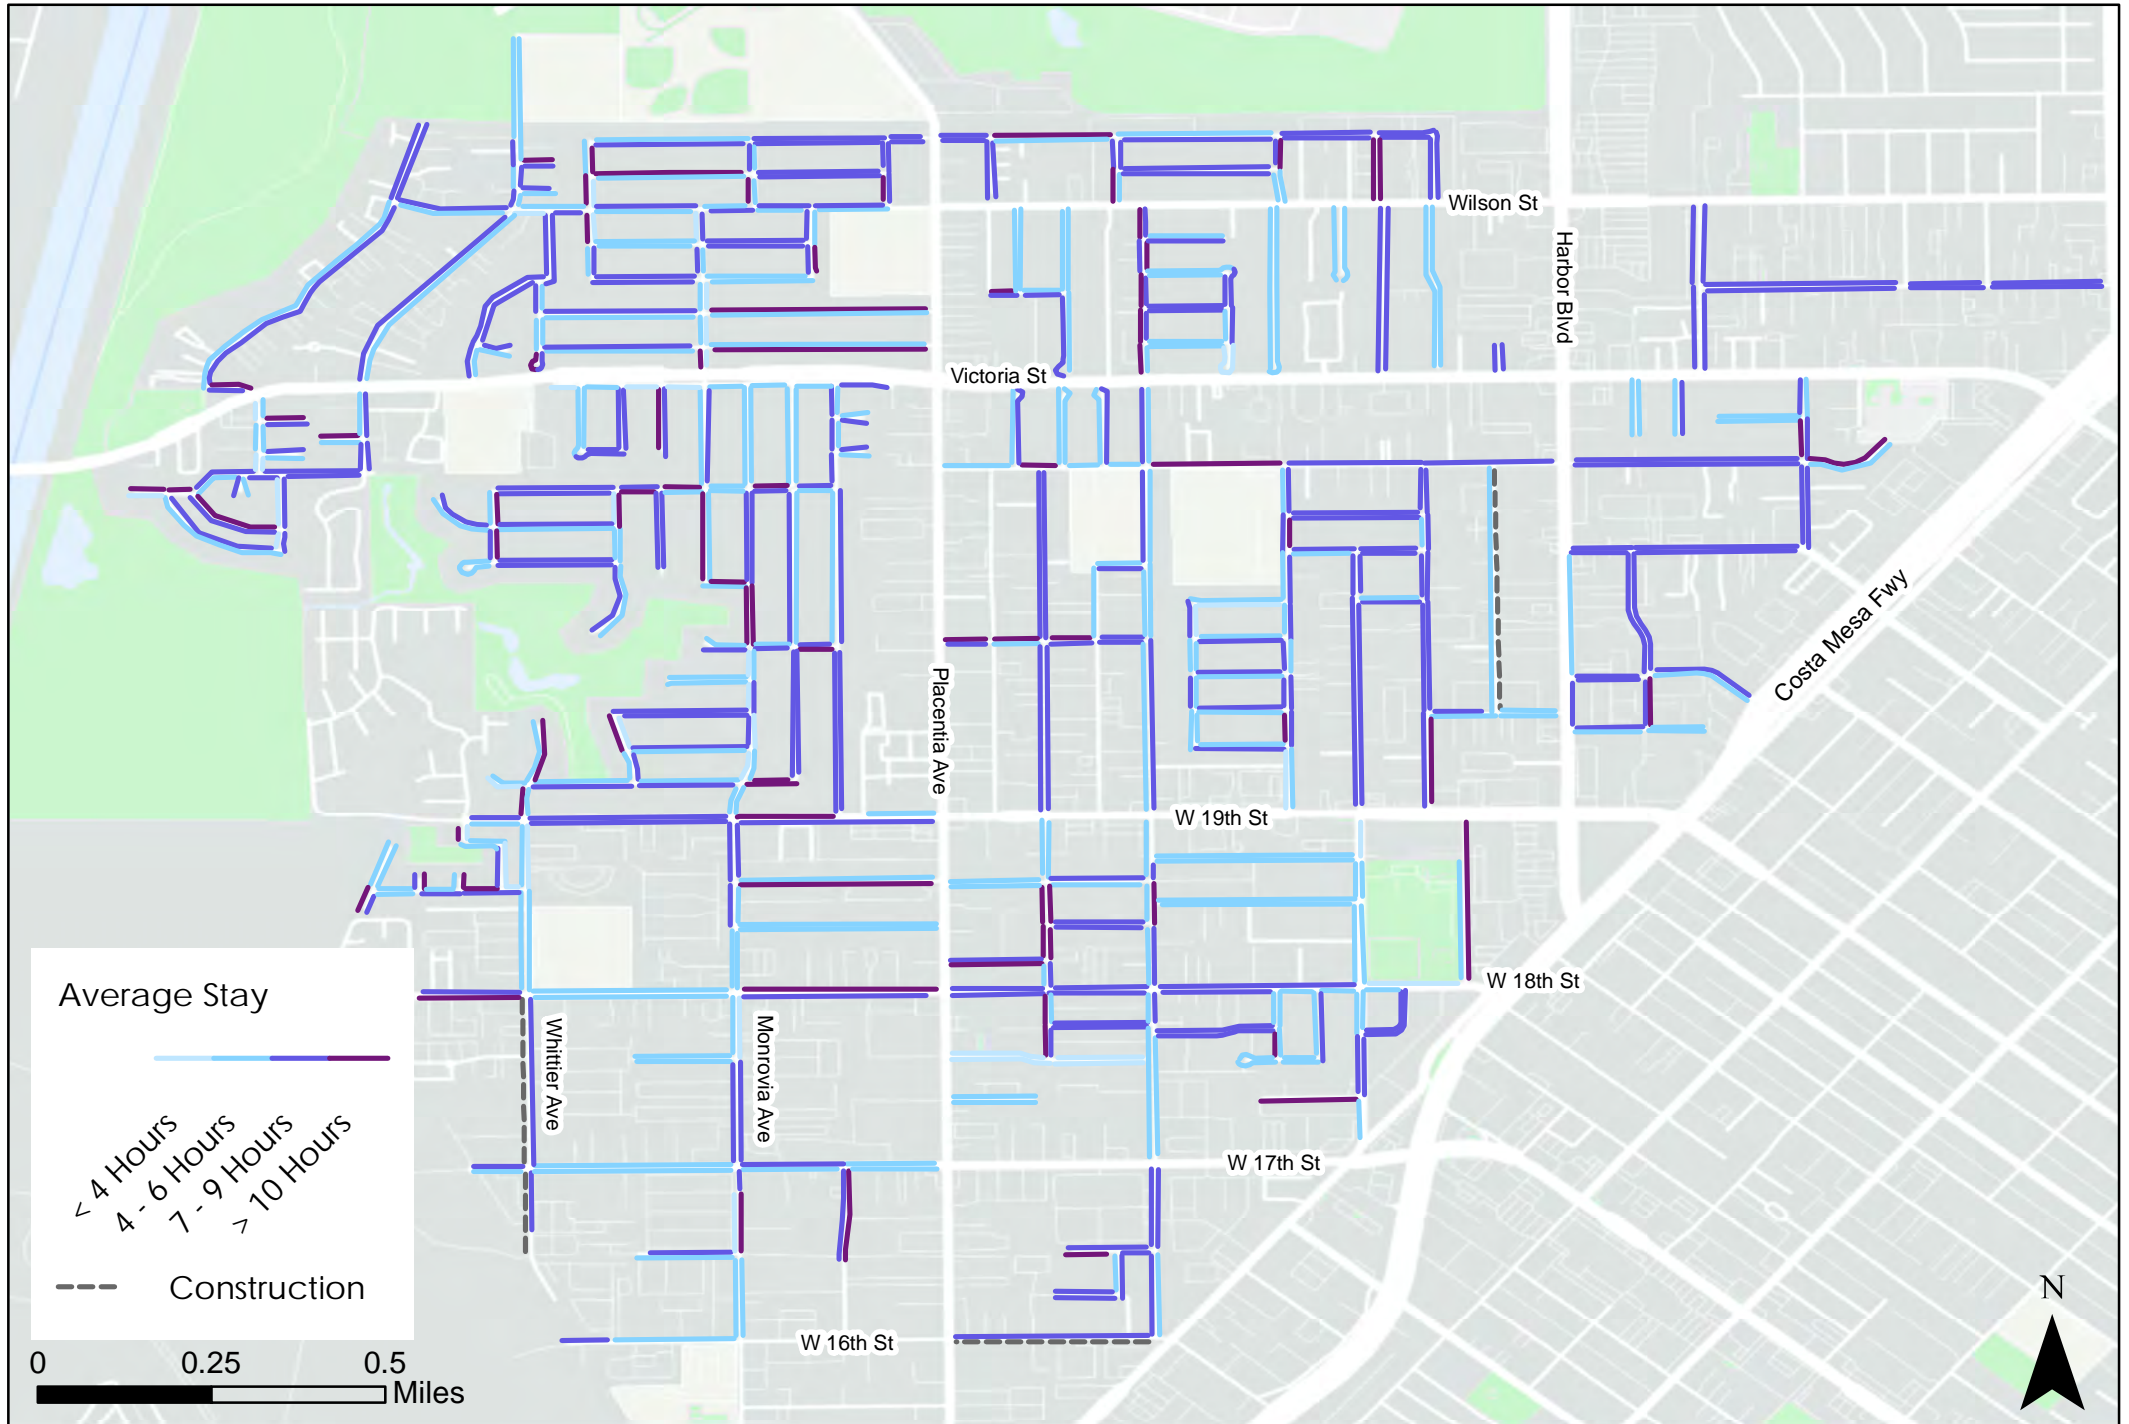 Wilson St
Harbor Blvd
Victoria St
Costa Mesa Fwy
Placentia Ave
W 19th St
W 18th St
Average Stay
Whittier Ave
Monrovia Ave
< 4 Hours
4 - 6 Hours
7 - 9 Hours
> 10 Hours
W 17th St
Construction
N
W 16th St
0 0.25 0.5
Miles